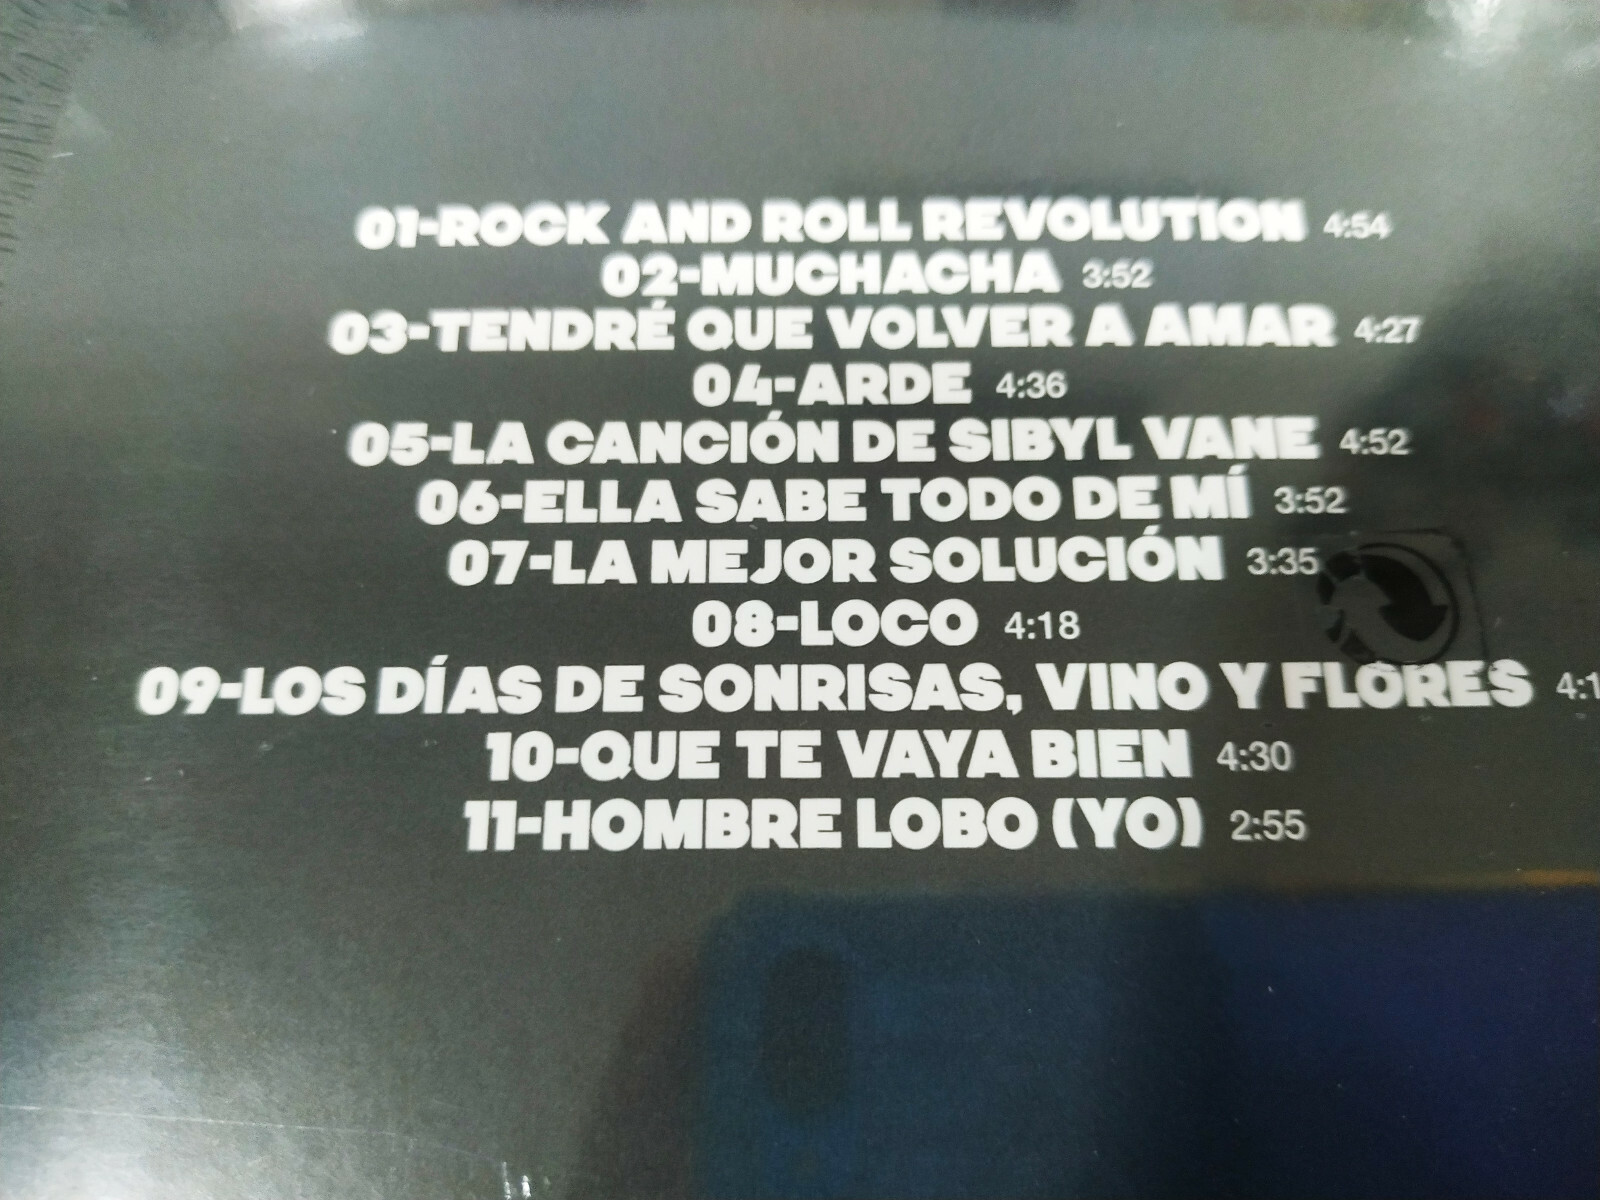 01-ROCK AND ROLL REVOLUTION 4:54
02-MUCHACHA 3:52
03-TENDRÉ QUE VOLVER A AMAR 4:27
04-ARDE 4:36
05-LA CANCIÓN DE SIBYL VANE 4:52
06-ELLA SABE TODO DE MÍ 3:52
07-LA MEJOR SOLUCIÓN 3:35
08-LOCO 4:18
09-LOS DÍAS DE SONRISAS, VINO Y FLORES
10-QUE TE VAYA BIEN 4:30
11-HOMBRE LOBO (YO) 2:55